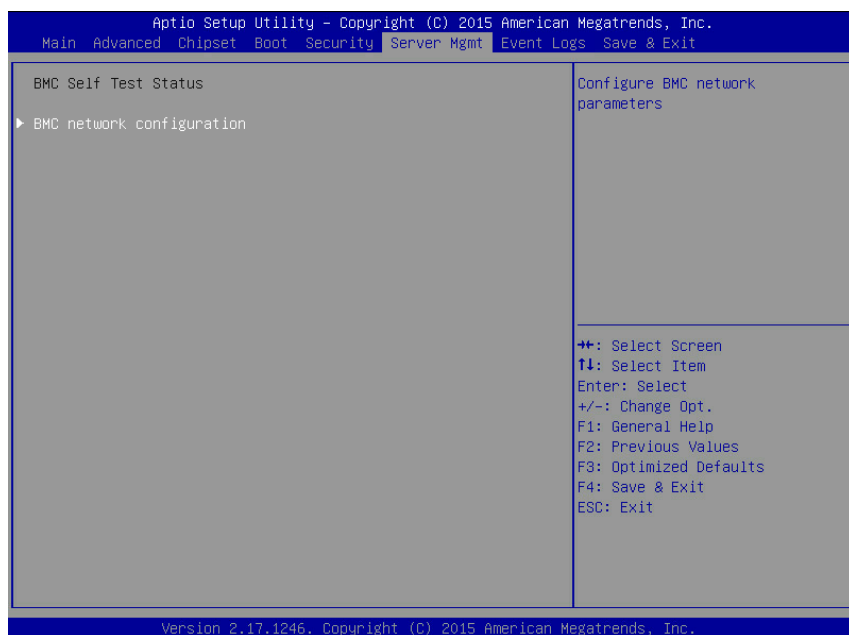 Aptio Setup Utility – Copyright (C) 2015 American Megatrends, Inc.
Main Advanced Chipset Boot Security Server Mgmt Event Logs Save & Exit
BMC Self Test Status
BMC network configuration
Configure BMC network
parameters
→←: Select Screen
↑↓: Select Item
Enter: Select
+/-: Change Opt.
F1: General Help
F2: Previous Values
F3: Optimized Defaults
F4: Save & Exit
ESC: Exit
Version 2.17.1246. Copyright (C) 2015 American Megatrends, Inc.